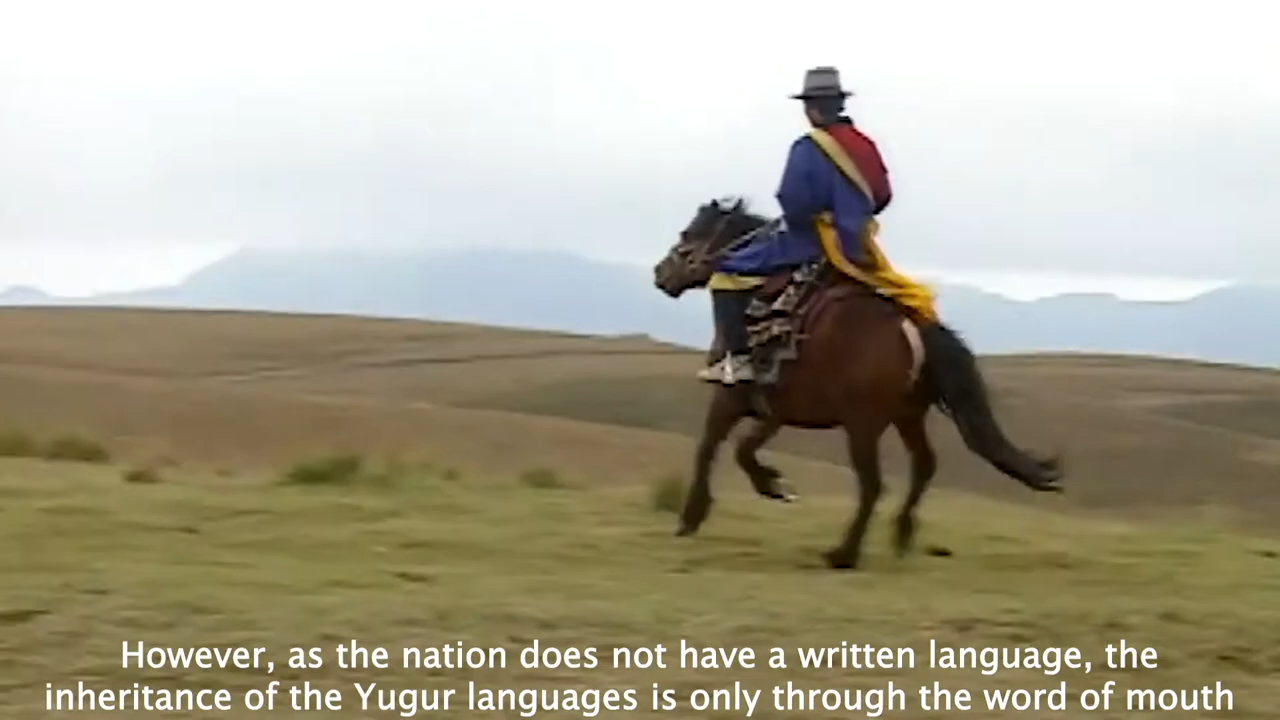 However, as the nation does not have a written language, the
inheritance of the Yugur languages is only through the word of mouth